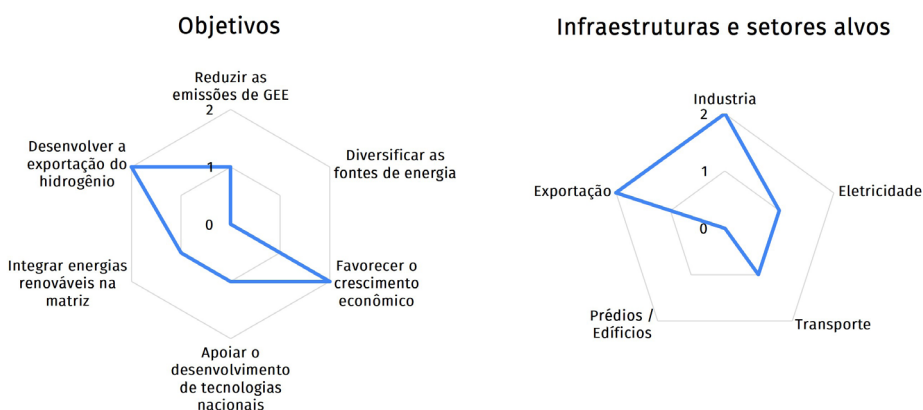 Objetivos
Reduzir as
emissões de GEE
2
1
0
Desenvolver a
exportação do
hidrogênio
Diversificar as
fontes de energia
Integrar energias
renováveis na
matriz
Favorecer o
crescimento
econômico
Apoiar o
desenvolvimento
de tecnologias
nacionais
Infraestruturas e setores alvos
Industria
2
1
0
Exportação
Eletricidade
Prédios /
Edíficios
Transporte